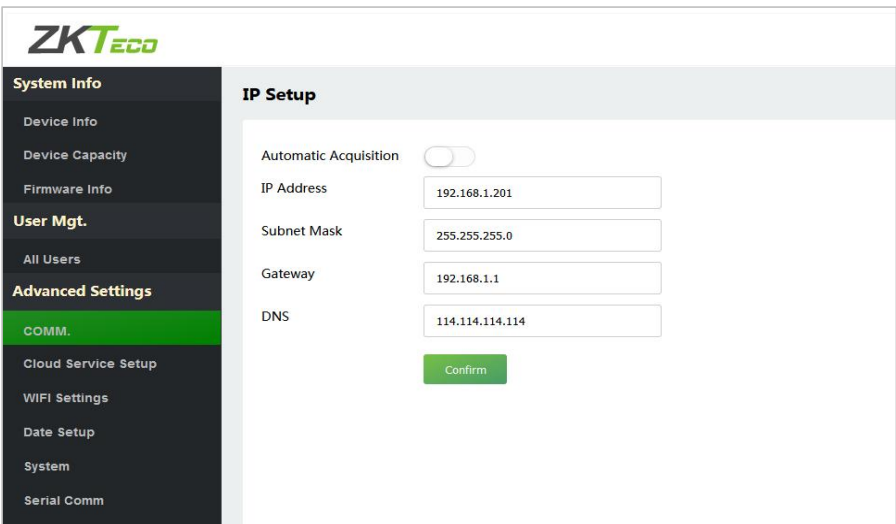 ZKTeco
System Info
Device Info
Device Capacity
Firmware Info
User Mgt.
All Users
Advanced Settings
COMM.
Cloud Service Setup
WIFI Settings
Date Setup
System
Serial Comm
IP Setup
Automatic Acquisition
IP Address 192.168.1.201
Subnet Mask 255.255.255.0
Gateway 192.168.1.1
DNS 114.114.114.114
Confirm